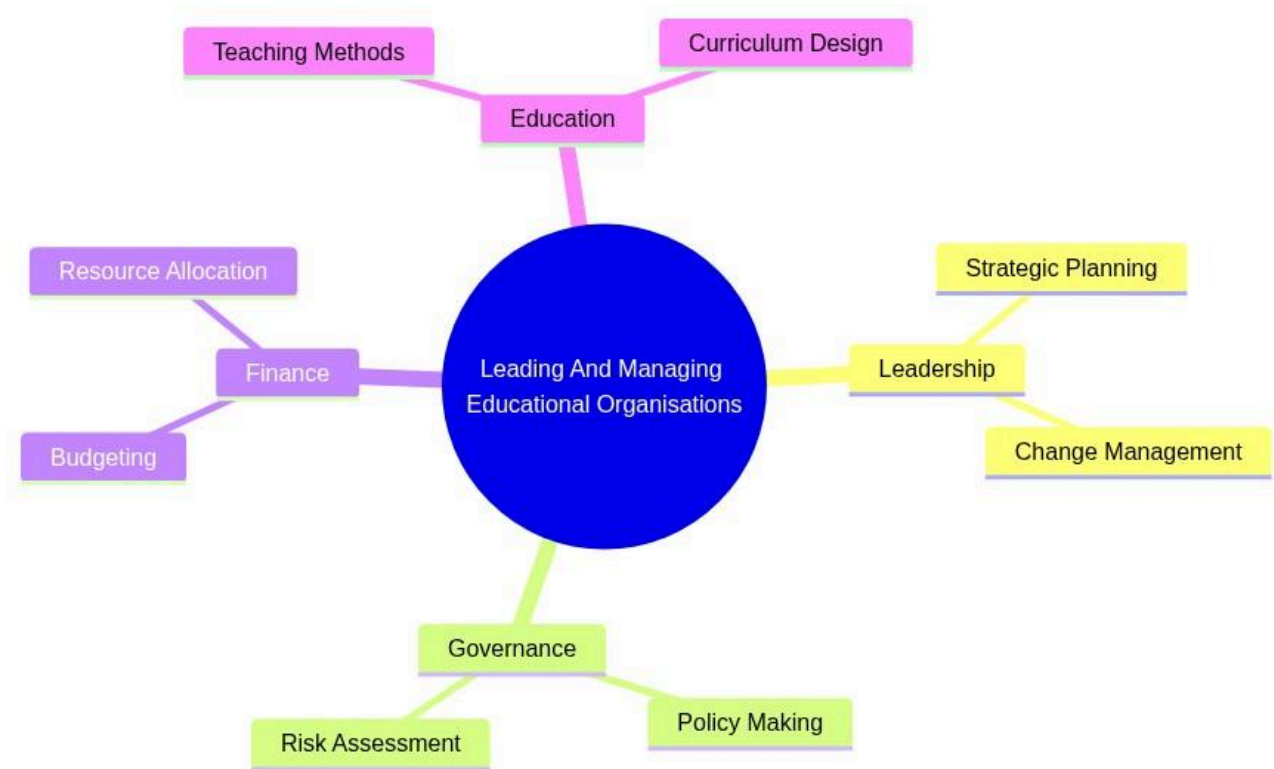 Teaching Methods
Curriculum Design
Education
Resource Allocation
Strategic Planning
Finance
Leading And Managing
Educational Organisations
Leadership
Budgeting
Change Management
Governance
Risk Assessment
Policy Making